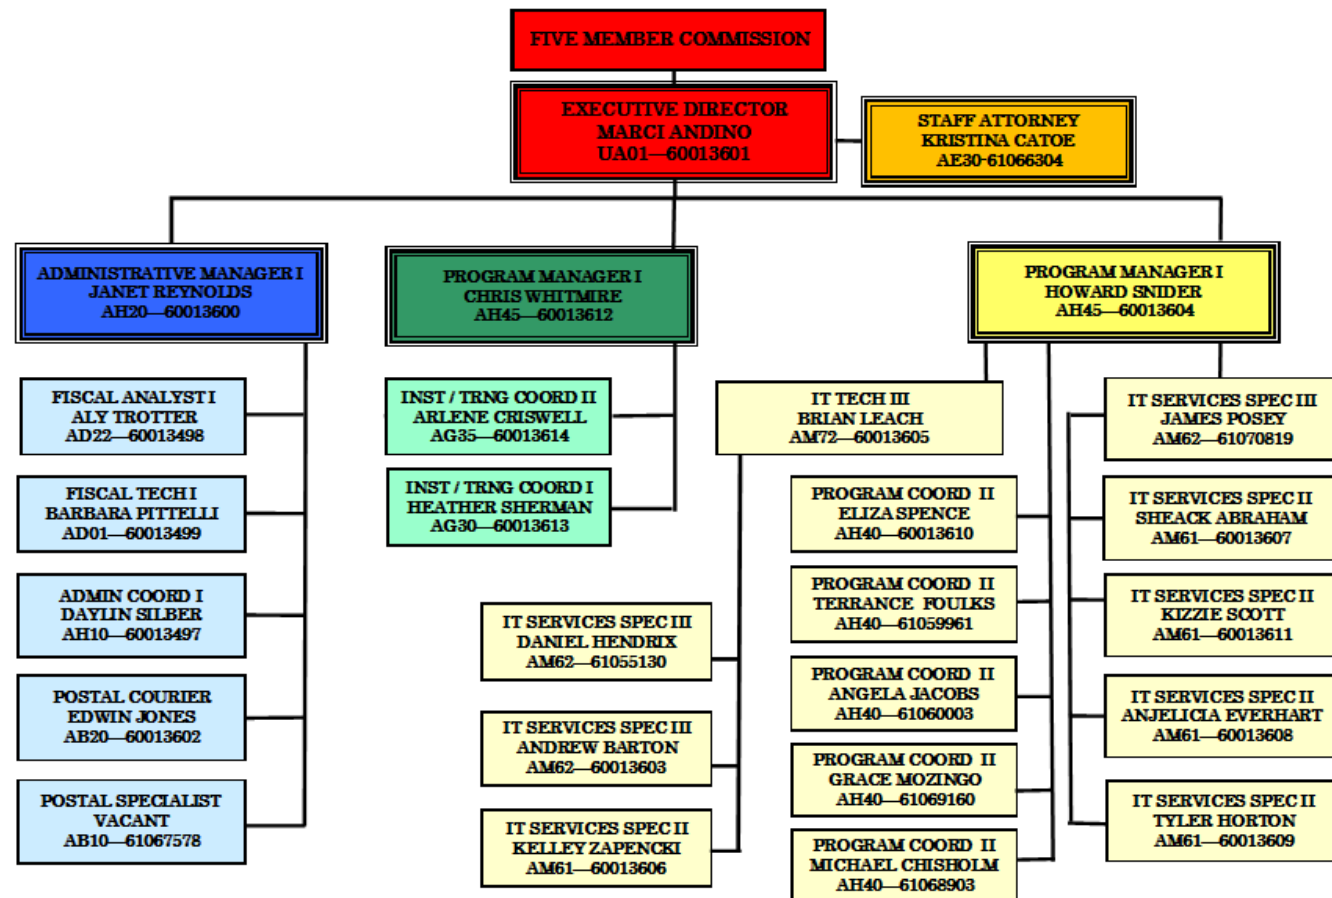 FIVE MEMBER COMMISSION
EXECUTIVE DIRECTOR
MARCI ANDINO
UA01—60013601
STAFF ATTORNEY
KRISTINA CATOE
AE30-61066304
ADMINISTRATIVE MANAGER I
JANET REYNOLDS
AH20—60013600
PROGRAM MANAGER I
CHRIS WHITMIRE
AH45—60013612
PROGRAM MANAGER I
HOWARD SNIDER
AH45—60013604
FISCAL ANALYST I
ALY TROTTER
AD22—60013498
FISCAL TECH I
BARBARA PITTELLI
AD01—60013499
ADMIN COORD I
DAYLIN SILBER
AH10—60013497
POSTAL COURIER
EDWIN JONES
AB20—60013602
POSTAL SPECIALIST
VACANT
AB10—61067578
INST / TRNG COORD II
ARLENE CRISWELL
AG35—60013614
INST / TRNG COORD I
HEATHER SHERMAN
AG30—60013613
IT TECH III
BRIAN LEACH
AM72—60013605
IT SERVICES SPEC III
DANIEL HENDRIX
AM62—61055130
IT SERVICES SPEC III
ANDREW BARTON
AM62—60013603
IT SERVICES SPEC II
KELLEY ZAPENCKI
AM61—60013606
PROGRAM COORD II
ELIZA SPENCE
AH40—60013610
PROGRAM COORD II
TERRANCE FOULKS
AH40—61059961
PROGRAM COORD II
ANGELA JACOBS
AH40—61060003
PROGRAM COORD II
GRACE MOZINGO
AH40—61069160
PROGRAM COORD II
MICHAEL CHISHOLM
AH40—61068903
IT SERVICES SPEC III
JAMES POSEY
AM62—61070819
IT SERVICES SPEC II
SHEACK ABRAHAM
AM61—60013607
IT SERVICES SPEC II
KIZZIE SCOTT
AM61—60013611
IT SERVICES SPEC II
ANJELICIA EVERHART
AM61—60013608
IT SERVICES SPEC II
TYLER HORTON
AM61—60013609